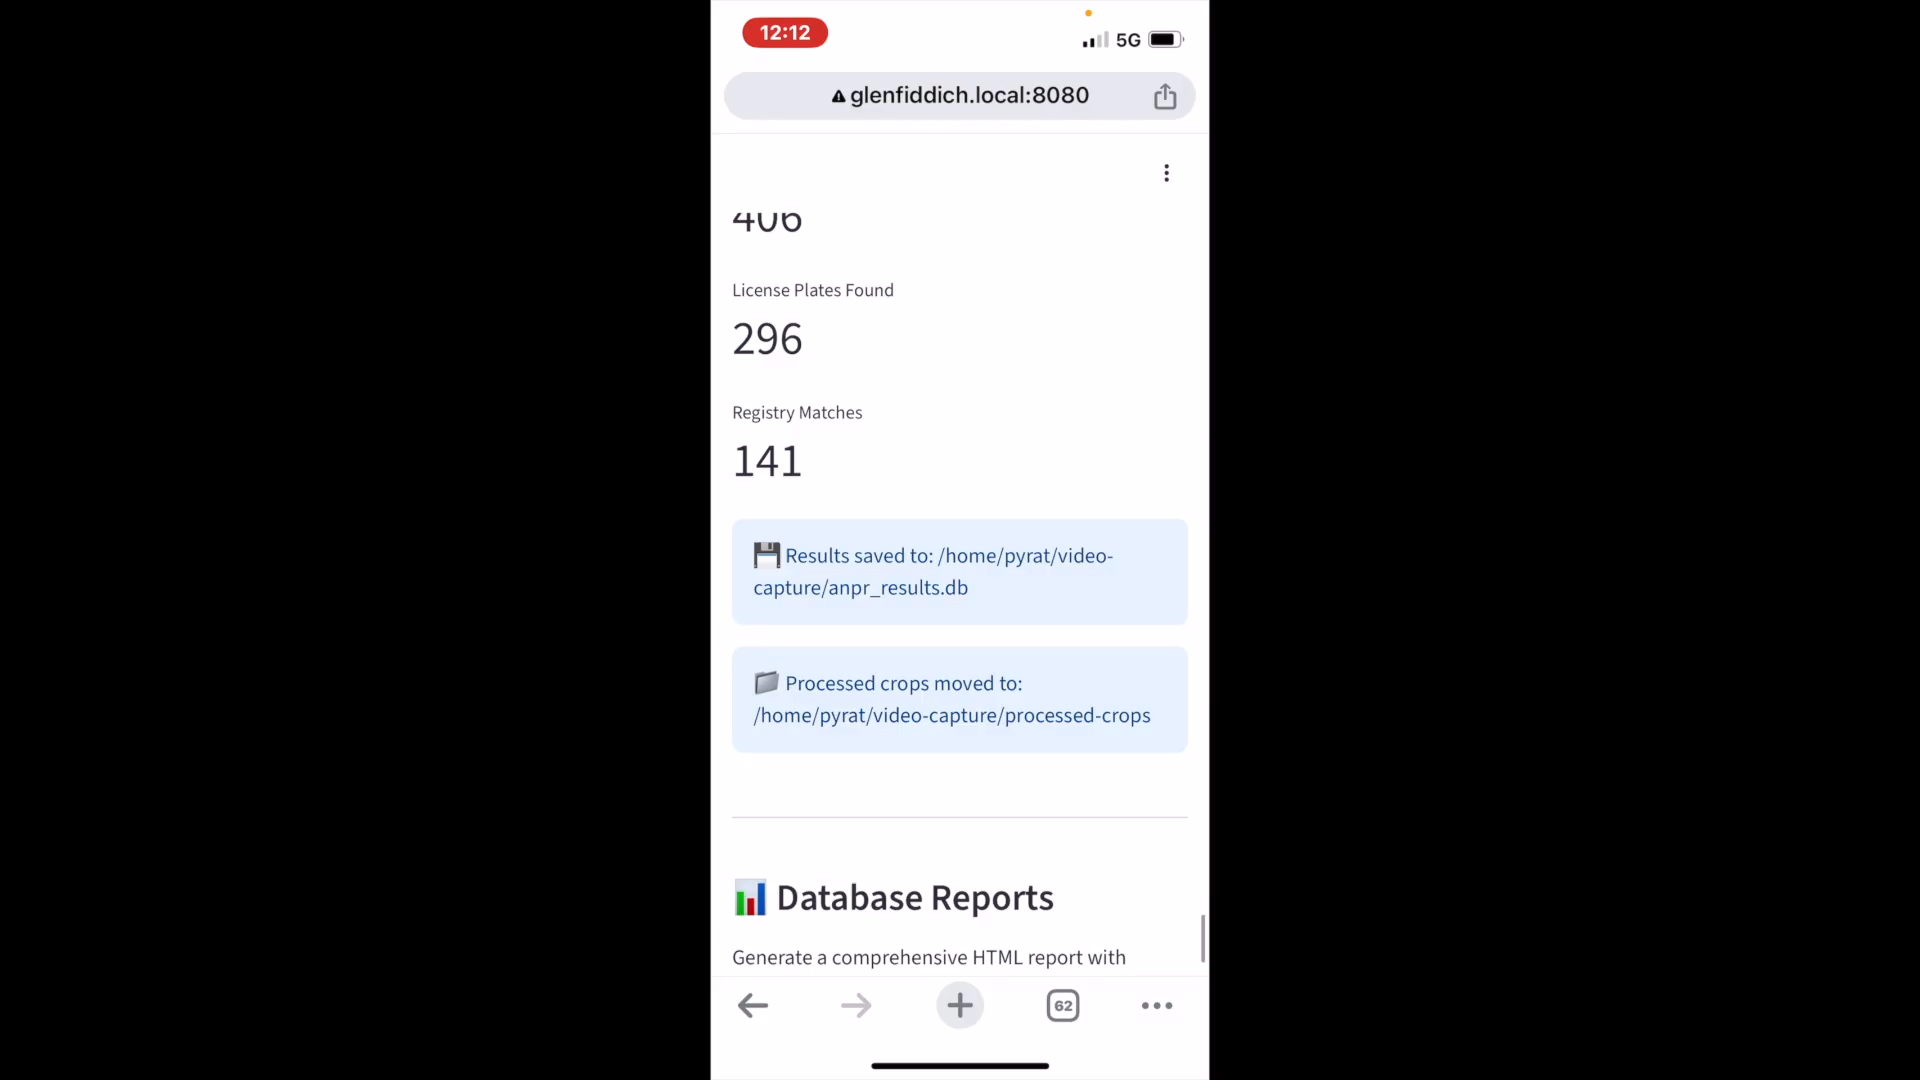 12:12
5G
glenfiddich.local:8080
406
License Plates Found
296
Registry Matches
141
💾 Results saved to: /home/pyrat/video-
capture/anpr_results.db
📁 Processed crops moved to:
/home/pyrat/video-capture/processed-crops
📊 Database Reports
Generate a comprehensive HTML report with
62